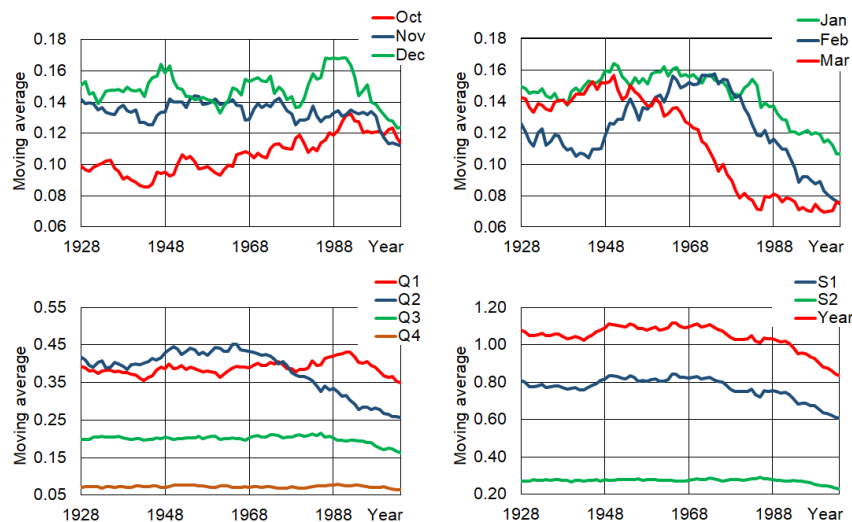 Oct
Nov
Dec
0.18
0.16
0.14
0.12
0.10
0.08
0.06
Moving average
1928 1948 1968 1988 Year
Jan
Feb
Mar
0.18
0.16
0.14
0.12
0.10
0.08
0.06
Moving average
1928 1948 1968 1988 Year
Q1
Q2
Q3
Q4
0.55
0.45
0.35
0.25
0.15
0.05
Moving average
1928 1948 1968 1988 Year
S1
S2
Year
1.20
1.00
0.80
0.60
0.40
0.20
Moving average
1928 1948 1968 1988 Year